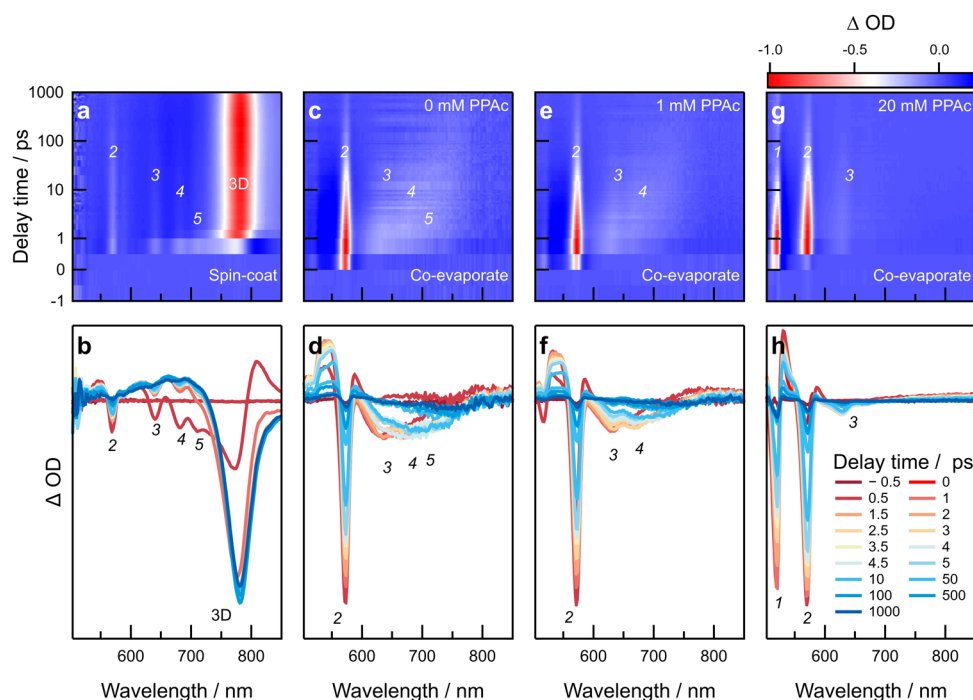 Δ OD
-1.0 -0.5 0.0
a c 0 mM PPAc e 1 mM PPAc g 20 mM PPAc
Delay time / ps
1000
100
10
1
0
-1
2 3 4 5 3D
Spin-coat
2 3 4 5
Co-evaporate
2 3 4
Co-evaporate
1 2 3
Co-evaporate
b d f h
Δ OD
2 3 4 5 3D
2 3 4 5
2 3 4
1 2 3
Delay time / ps
− 0.5 0
0.5 1
1.5 2
2.5 3
3.5 4
4.5 5
10 50
100 500
1000
600 700 800 600 700 800 600 700 800 600 700 800
Wavelength / nm Wavelength / nm Wavelength / nm Wavelength / nm